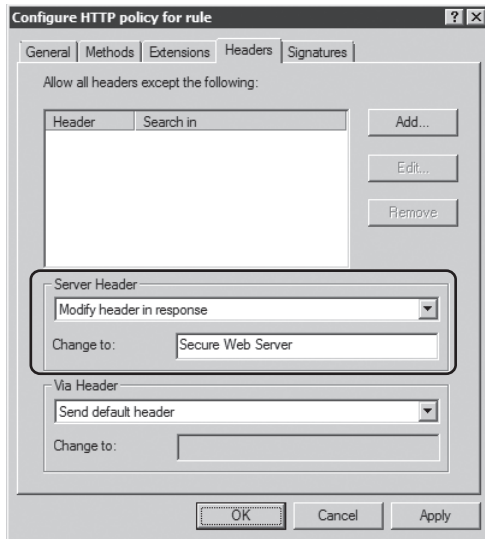 Configure HTTP policy for rule
General Methods Extensions Headers Signatures
Allow all headers except the following:
Header Search in
Add...
Edit...
Remove
Server Header
Modify header in response
Change to: Secure Web Server
Via Header
Send default header
Change to:
OK Cancel Apply